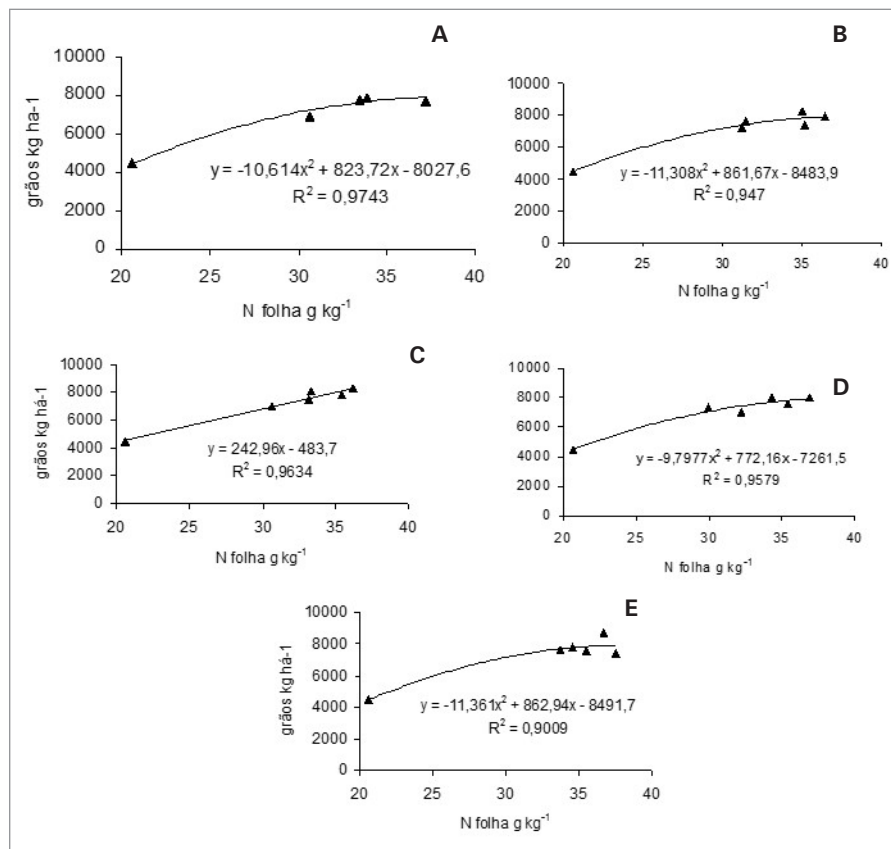 A
10000
8000
6000
4000
2000
0
grãos kg ha-1
y = -10,614x² + 823,72x - 8027,6
R² = 0,9743
20 25 30 35 40
N folha g kg⁻¹
B
10000
8000
6000
4000
2000
0
y = -11,308x² + 861,67x - 8483,9
R² = 0,947
20 25 30 35 40
N folha g kg⁻¹
C
10000
8000
6000
4000
2000
0
grãos kg há-1
y = 242,96x - 483,7
R² = 0,9634
20 25 30 35 40
N folha g kg⁻¹
D
10000
8000
6000
4000
2000
0
y = -9,7977x² + 772,16x - 7261,5
R² = 0,9579
20 25 30 35 40
N folha g kg⁻¹
E
10000
8000
6000
4000
2000
0
grãos kg há-1
y = -11,361x² + 862,94x - 8491,7
R² = 0,9009
20 25 30 35 40
N folha g kg⁻¹